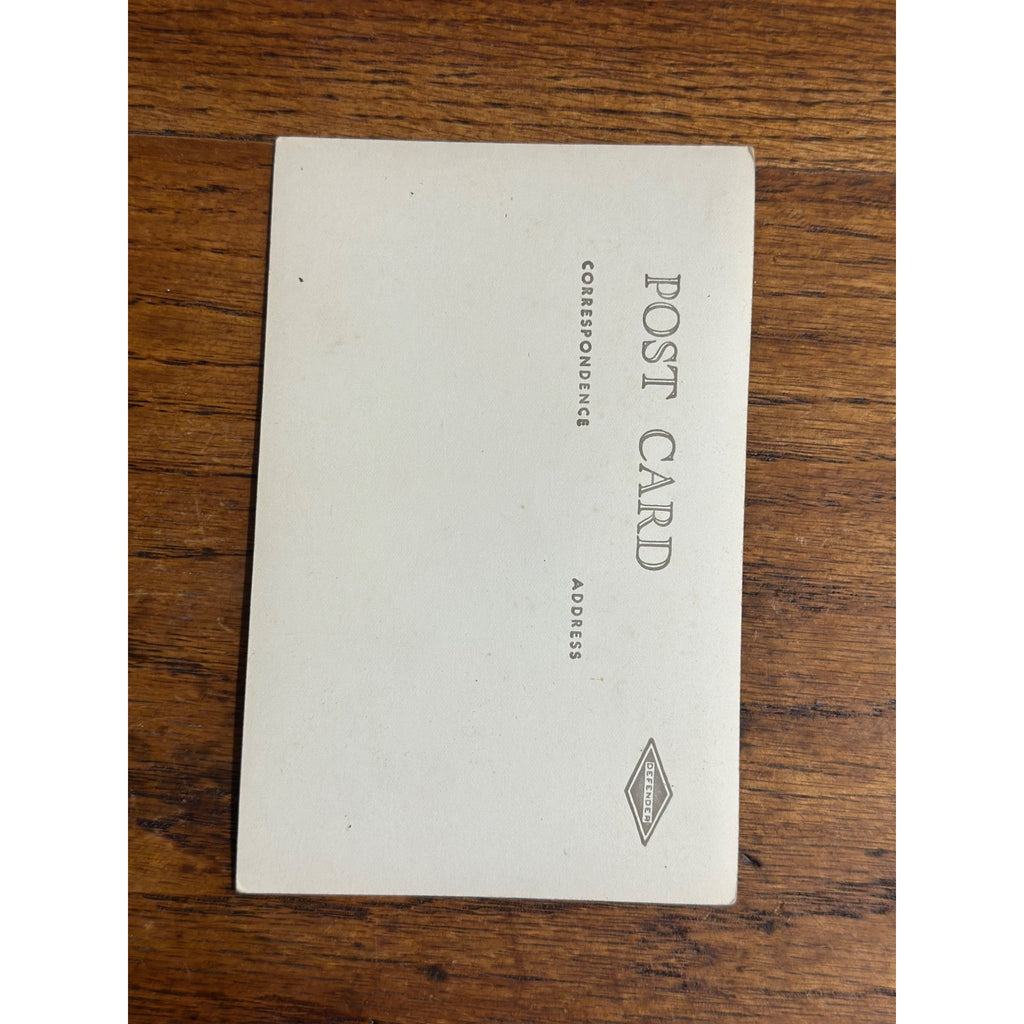 POST CARD
CORRESPONDENCE
ADDRESS
DEFENDER